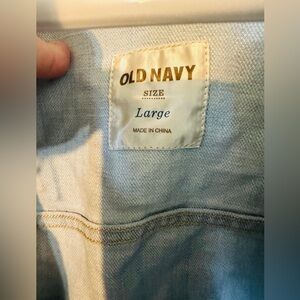 OLD NAVY
SIZE
Large
MADE IN CHINA